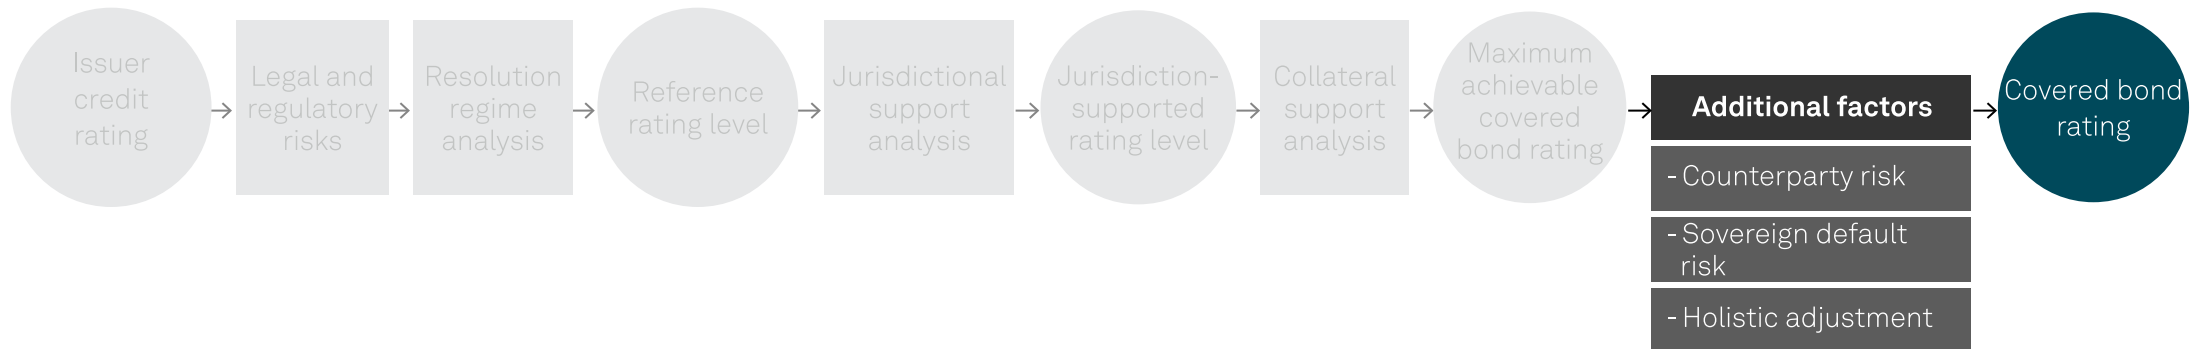 Issuer
credit
rating
Legal and
regulatory
risks
Resolution
regime
analysis
Reference
rating level
Jurisdictional
support
analysis
Jurisdiction-
supported
rating level
Collateral
support
analysis
Maximum
achievable
covered
bond rating
Additional factors
- Counterparty risk
- Sovereign default
risk
- Holistic adjustment
Covered bond
rating